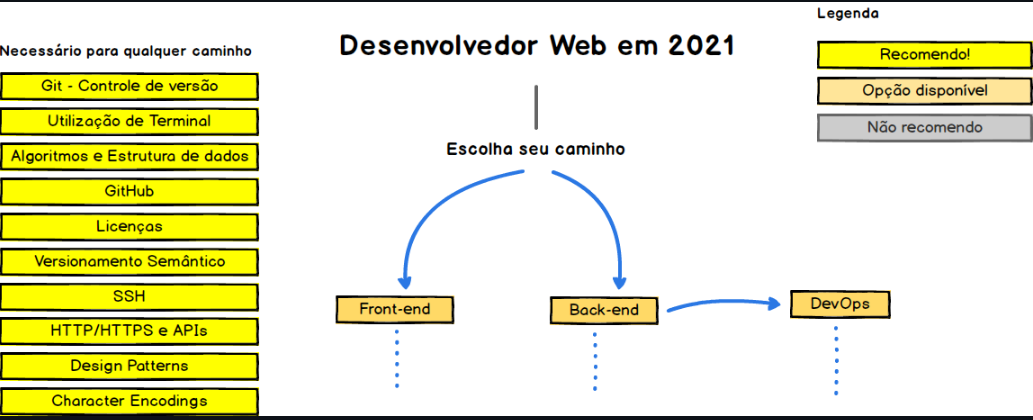 Legenda
Desenvolvedor Web em 2021
Necessário para qualquer caminho
Recomendo!
Git - Controle de versão
Opção disponível
Utilização de Terminal
Não recomendo
Escolha seu caminho
Algoritmos e Estrutura de dados
GitHub
Licenças
Versionamento Semântico
SSH
Front-end
Back-end
DevOps
HTTP/HTTPS e APIs
Design Patterns
Character Encodings